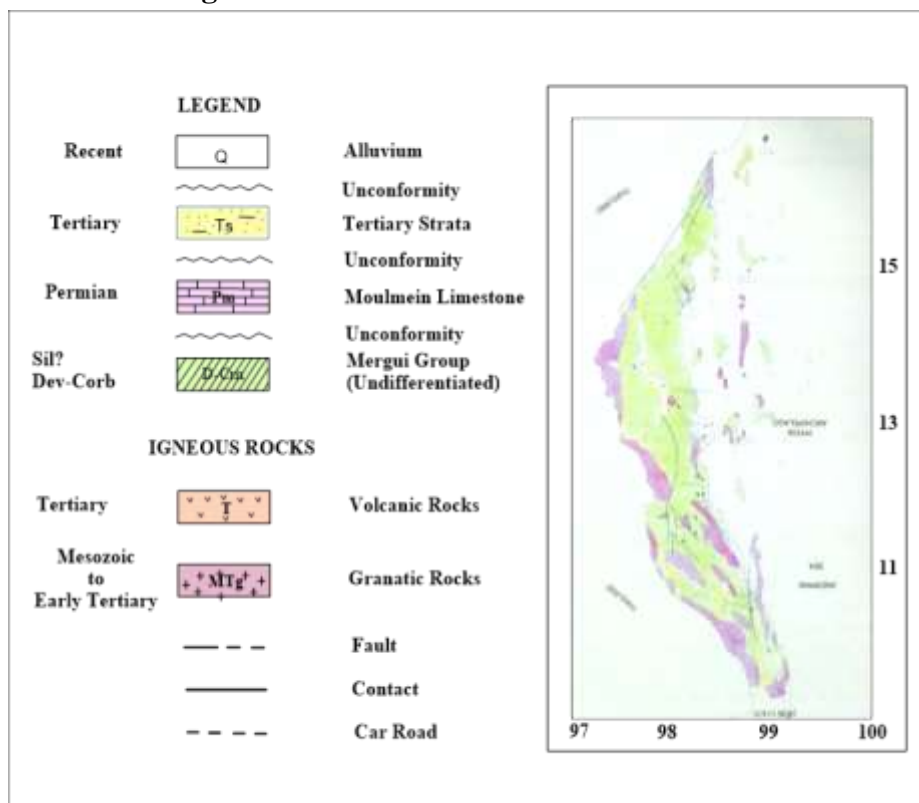 LEGEND
Recent Q Alluvium
Unconformity
Tertiary Ts Tertiary Strata
Unconformity
Permian Pm Moulmein Limestone
Unconformity
Sil?
Dev-Corb D-Cm Mergui Group
(Undifferentiated)
IGNEOUS ROCKS
Tertiary T Volcanic Rocks
Mesozoic
to
Early Tertiary MTg Granatic Rocks
Fault
Contact
Car Road
15
13
11
97 98 99 100